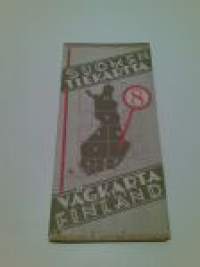 SUOMEN
TIEKARTTA
8
VÄGKARTA
FINLAND